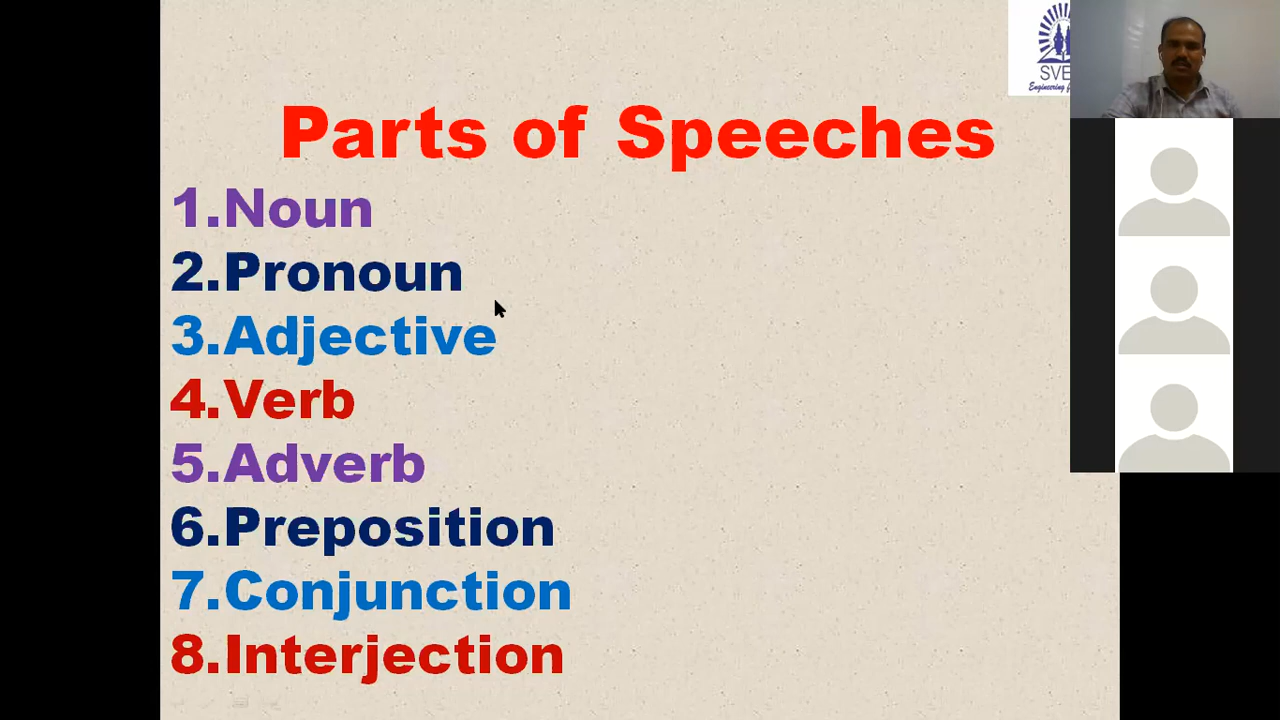 Parts of Speeches
1.Noun
2.Pronoun
3.Adjective
4.Verb
5.Adverb
6.Preposition
7.Conjunction
8.Interjection
Engineering